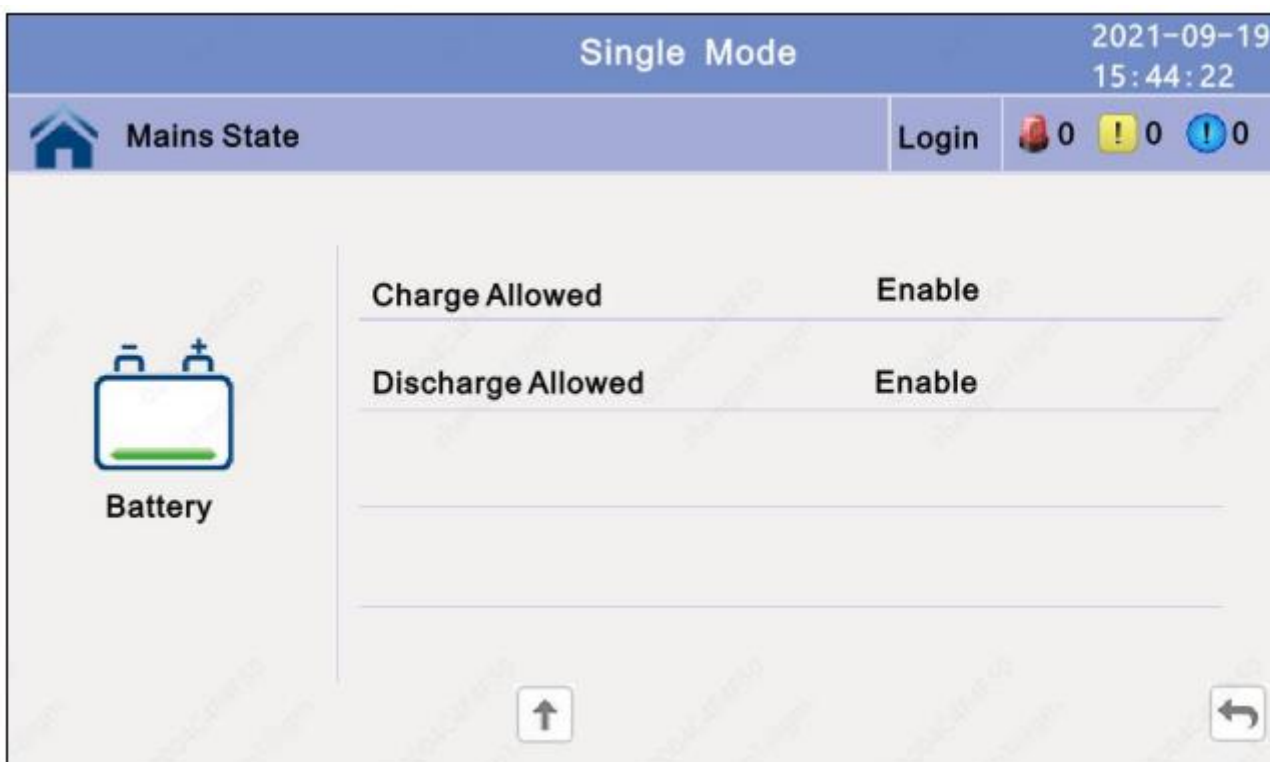 Single Mode
2021-09-19
15:44:22
Mains State
Login
0
! 0
! 0
Charge Allowed Enable
Discharge Allowed Enable
- +
Battery